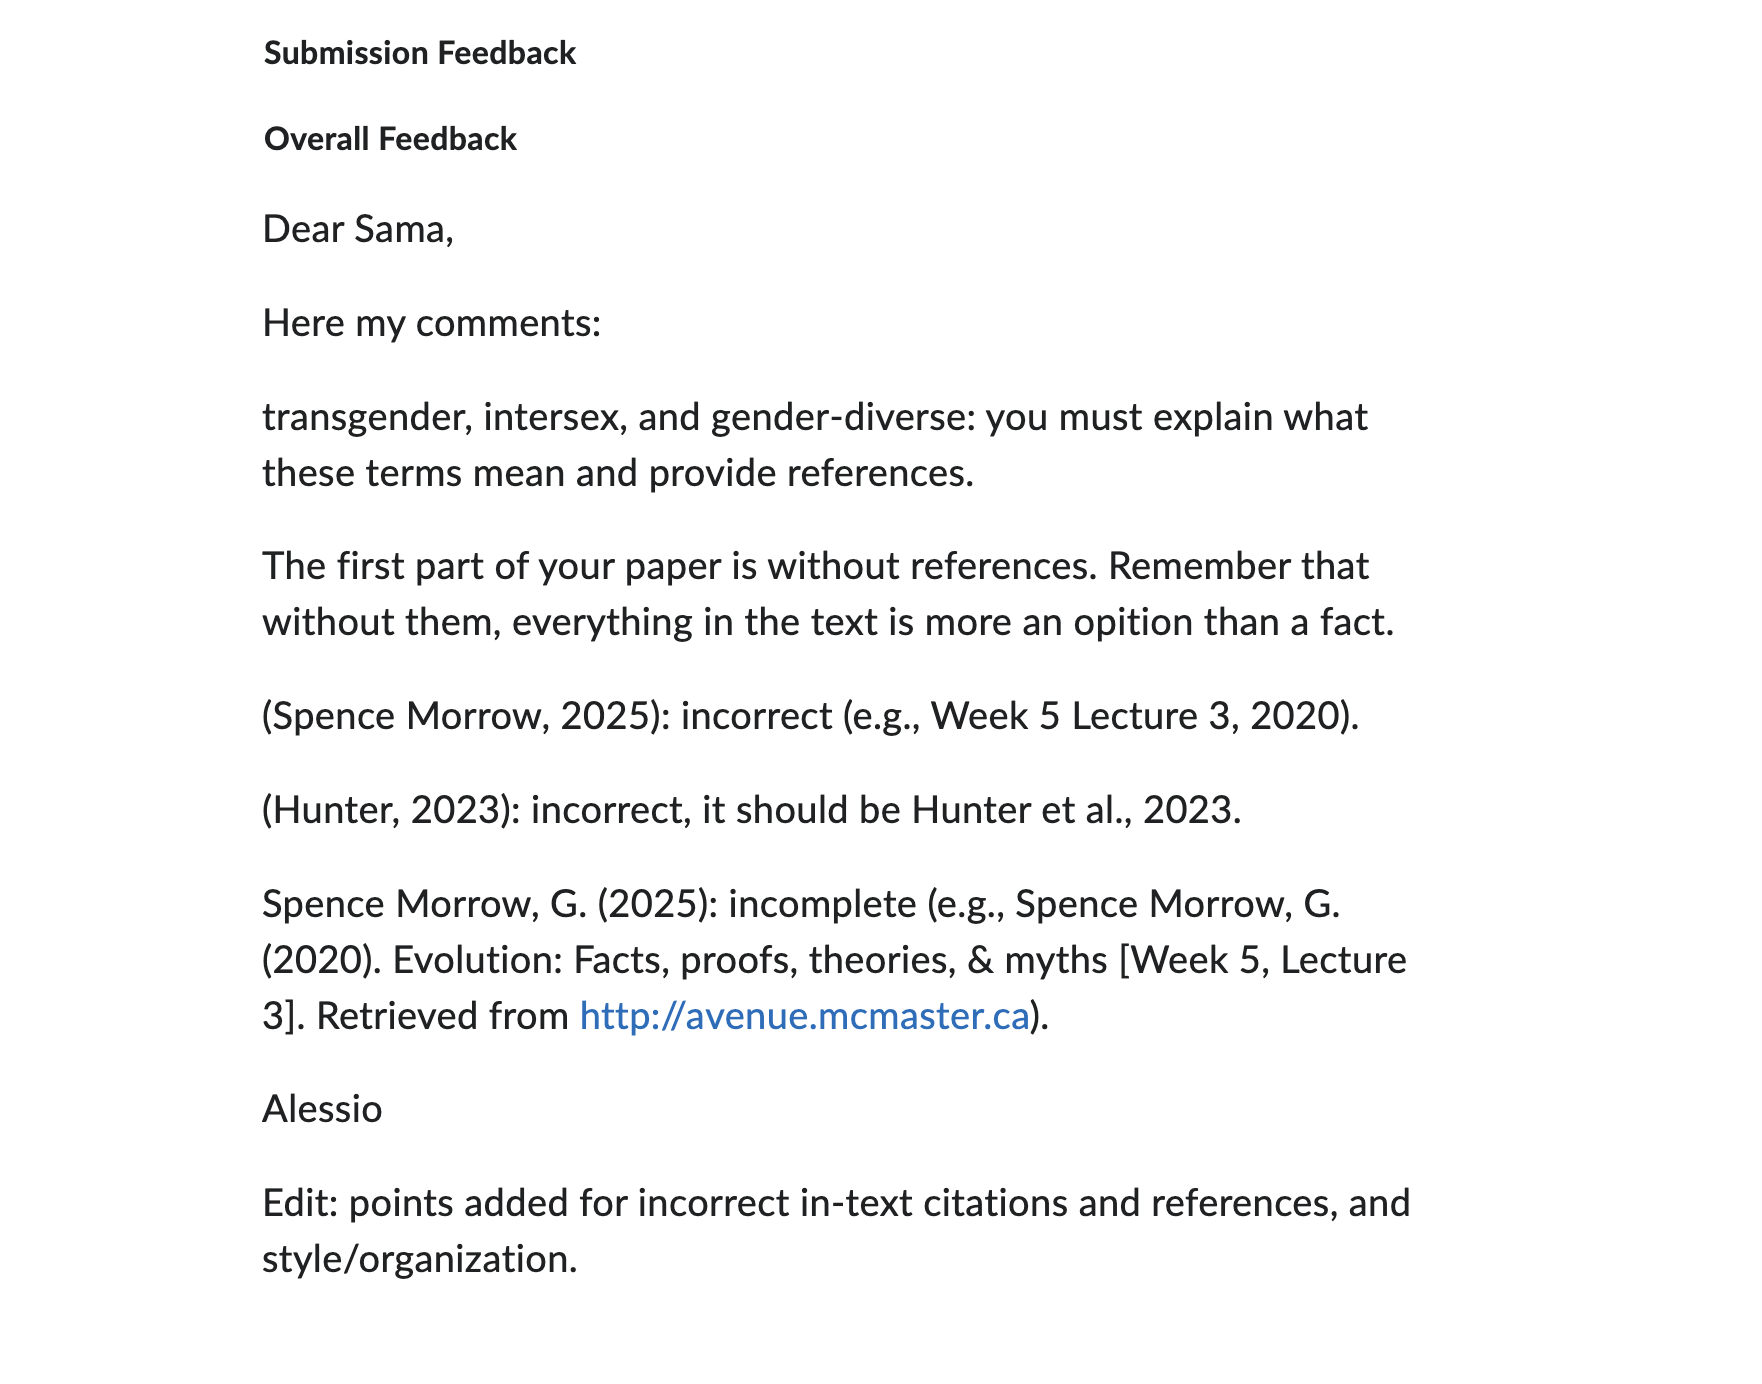 Submission Feedback
Overall Feedback
Dear Sama,
Here my comments:
transgender, intersex, and gender-diverse: you must explain what
these terms mean and provide references.
The first part of your paper is without references. Remember that
without them, everything in the text is more an opition than a fact.
(Spence Morrow, 2025): incorrect (e.g., Week 5 Lecture 3, 2020).
(Hunter, 2023): incorrect, it should be Hunter et al., 2023.
Spence Morrow, G. (2025): incomplete (e.g., Spence Morrow, G.
(2020). Evolution: Facts, proofs, theories, & myths [Week 5, Lecture
3]. Retrieved from http://avenue.mcmaster.ca).
Alessio
Edit: points added for incorrect in-text citations and references, and
style/organization.